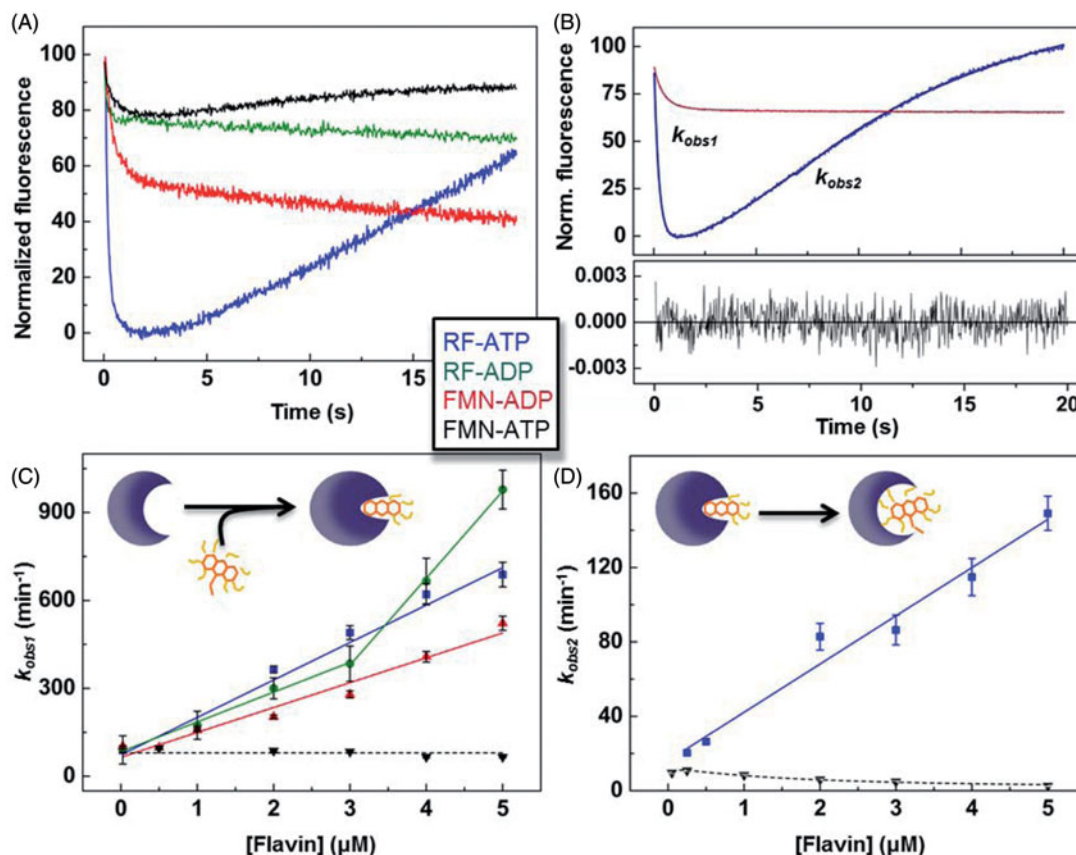 (A)
Normalized fluorescence
100
80
60
40
20
0
0
5
10
15
Time (s)
RF-ATP
RF-ADP
FMN-ADP
FMN-ATP
(B)
Norm. fluorescence
100
75
50
25
0
kobs1
kobs2
0.003
0.000
-0.003
0
5
10
15
20
Time (s)
(C)
kobs1 (min-1)
900
600
300
0
0
1
2
3
4
5
[Flavin] (µM)
(D)
kobs2 (min-1)
160
120
80
40
0
0
1
2
3
4
5
[Flavin] (µM)